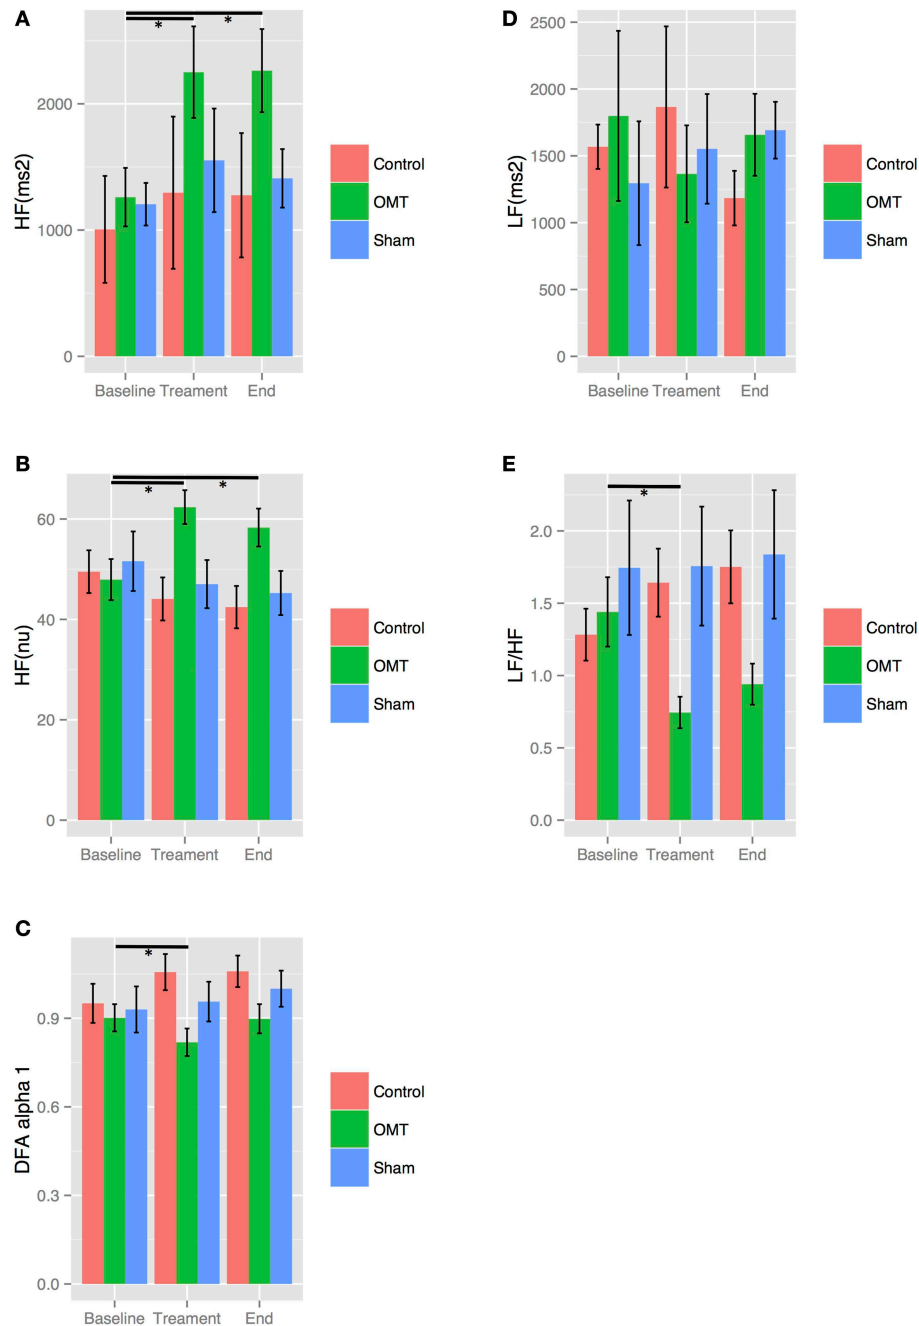 A
*
*
HF(ms2)
2000
1000
0
Baseline Treament End
Control
OMT
Sham
D
LF(ms2)
2500
2000
1500
1000
500
0
Baseline Treament End
Control
OMT
Sham
B
*
*
HF(nu)
60
40
20
0
Baseline Treament End
Control
OMT
Sham
E
*
LF/HF
2.0
1.5
1.0
0.5
0.0
Baseline Treament End
Control
OMT
Sham
C
*
DFA alpha 1
0.9
0.6
0.3
0.0
Baseline Treament End
Control
OMT
Sham